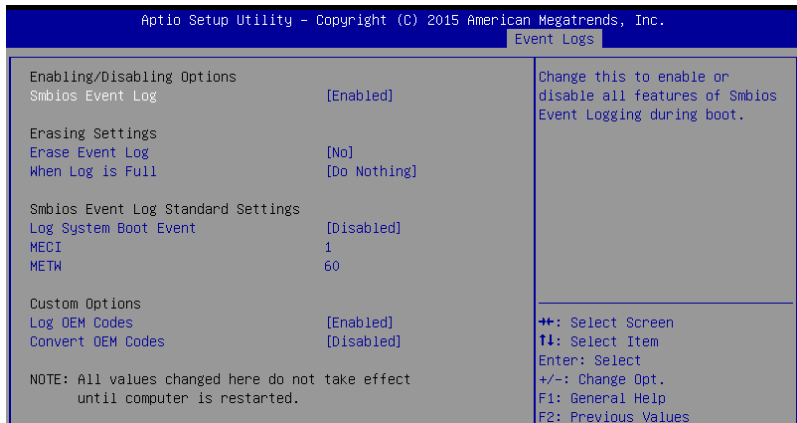 Aptio Setup Utility – Copyright (C) 2015 American Megatrends, Inc.
Event Logs
Enabling/Disabling Options
Smbios Event Log [Enabled]
Erasing Settings
Erase Event Log [No]
When Log is Full [Do Nothing]
Smbios Event Log Standard Settings
Log System Boot Event [Disabled]
MECI 1
METW 60
Custom Options
Log OEM Codes [Enabled]
Convert OEM Codes [Disabled]
NOTE: All values changed here do not take effect
until computer is restarted.
Change this to enable or
disable all features of Smbios
Event Logging during boot.
→←: Select Screen
↑↓: Select Item
Enter: Select
+/-: Change Opt.
F1: General Help
F2: Previous Values